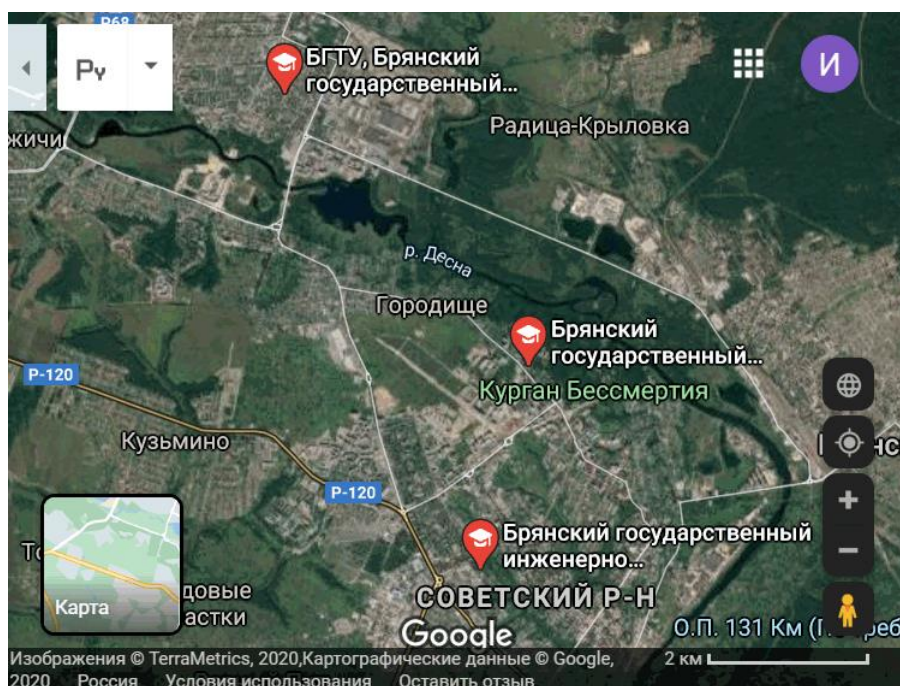 Р68
БГТУ, Брянский
государственный...
И
Радица-Крыловка
жичи
р. Десна
Городище
Брянский
государственный...
Р-120
Курган Бессмертия
Кузьмино
Р-120
Брянский государственный
инженерно...
Карта
довые
астки
СОВЕТСКИЙ Р-Н
Google
О.П. 131 Км (П
реб
Изображения © TerraMetrics, 2020,Картографические данные © Google,
2 км
2020 Россия Условия использования Оставить отзыв